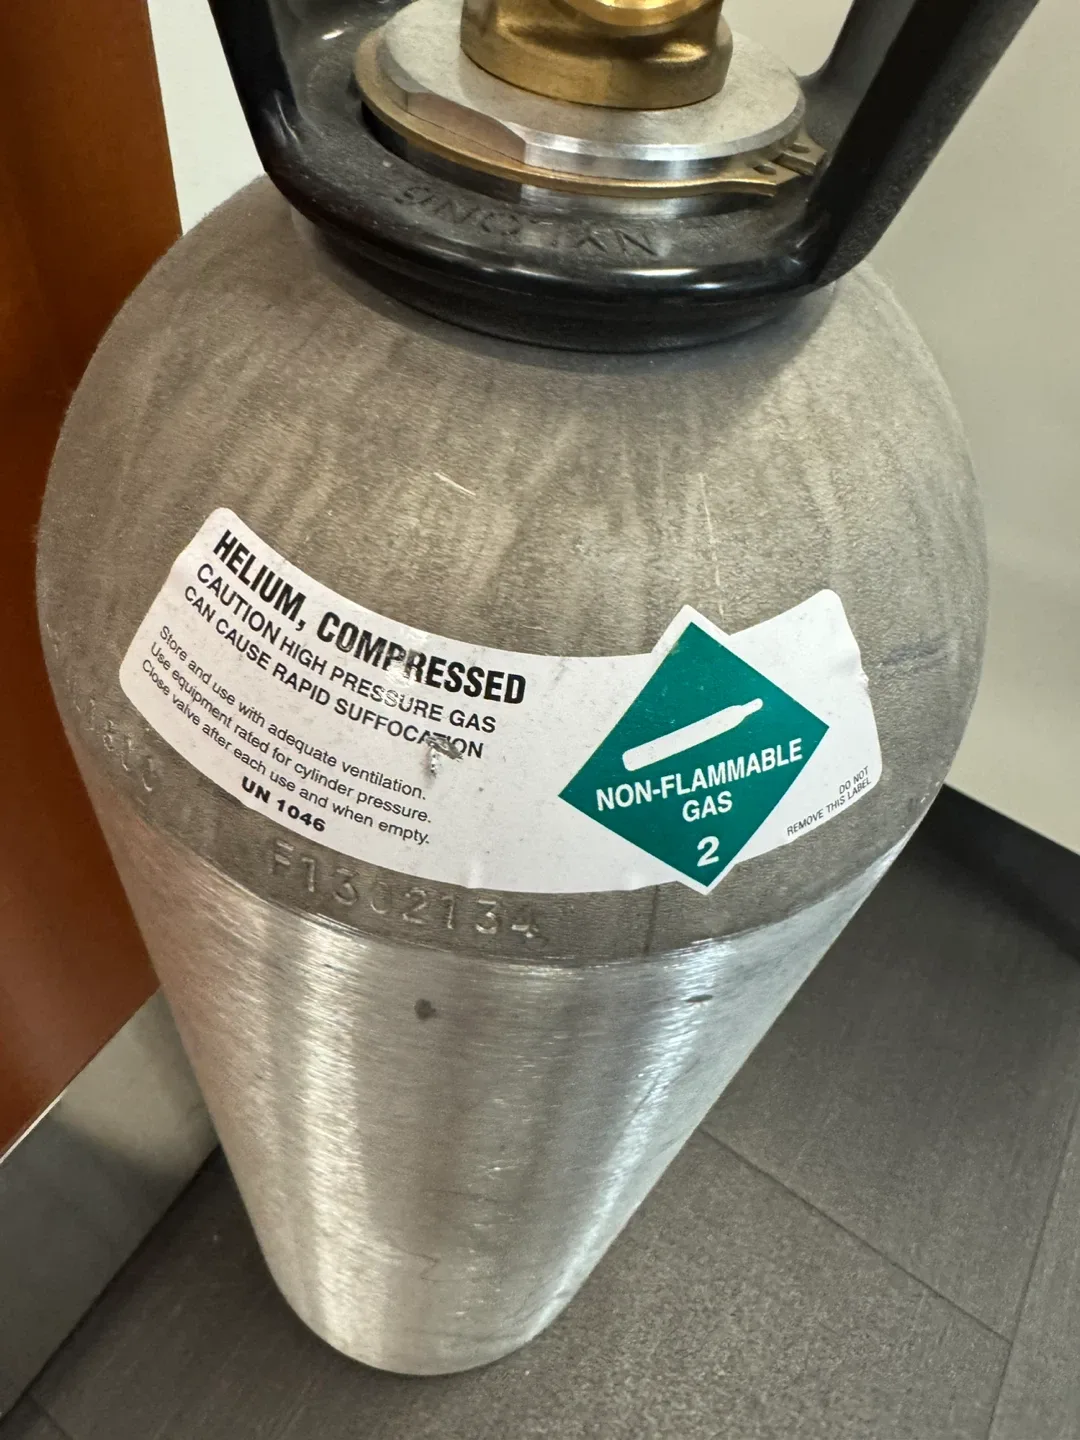 NYLON6
HELIUM, COMPRESSED
CAUTION HIGH PRESSURE GAS
CAN CAUSE RAPID SUFFOCATION
Store and use with adequate ventilation.
Use equipment rated for cylinder pressure.
Close valve after each use and when empty.
UN 1046
NON-FLAMMABLE
GAS
2
DO NOT
REMOVE THIS LABEL
F1302134